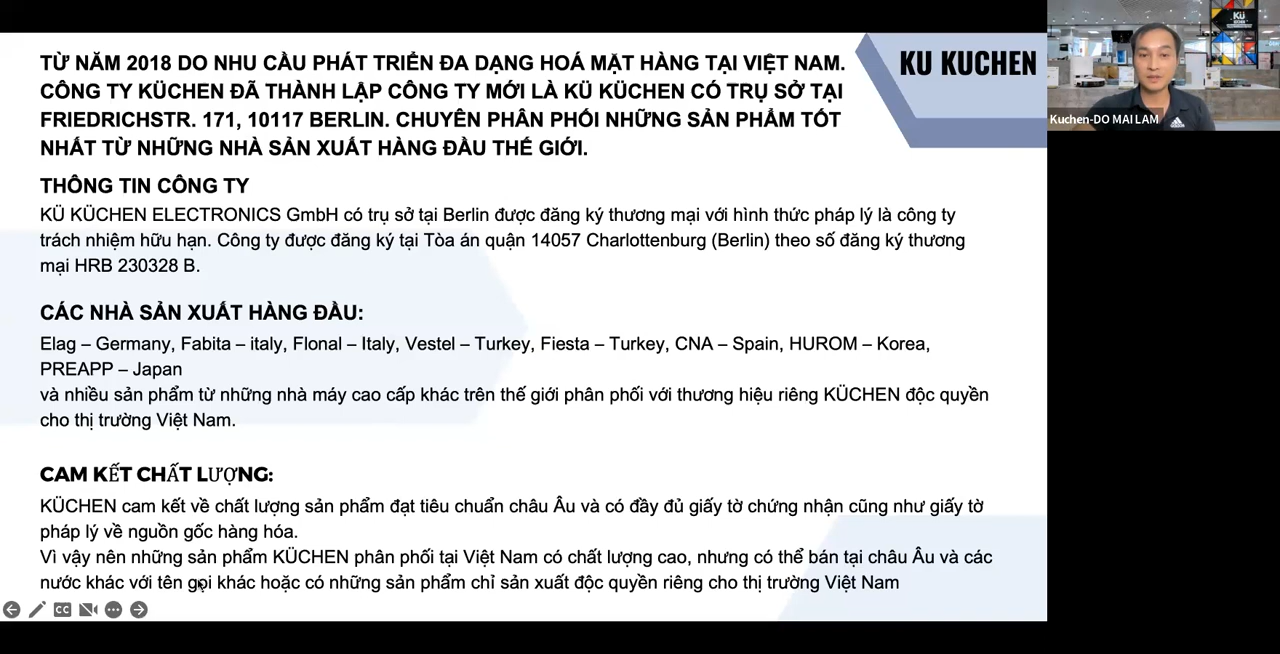 TỪ NĂM 2018 DO NHU CẦU PHÁT TRIỂN ĐA DẠNG HOÁ MẶT HÀNG TẠI VIỆT NAM.
CÔNG TY KÜCHEN ĐÃ THÀNH LẬP CÔNG TY MỚI LÀ KÜ KÜCHEN CÓ TRỤ SỞ TẠI
FRIEDRICHSTR. 171, 10117 BERLIN. CHUYÊN PHÂN PHỐI NHỮNG SẢN PHẨM TỐT
NHẤT TỪ NHỮNG NHÀ SẢN XUẤT HÀNG ĐẦU THẾ GIỚI.
KU KUCHEN
KÜ
Kuchen-DO MAI LAM
adidas
THÔNG TIN CÔNG TY
KÜ KÜCHEN ELECTRONICS GmbH có trụ sở tại Berlin được đăng ký thương mại với hình thức pháp lý là công ty
trách nhiệm hữu hạn. Công ty được đăng ký tại Tòa án quận 14057 Charlottenburg (Berlin) theo số đăng ký thương
mại HRB 230328 B.
CÁC NHÀ SẢN XUẤT HÀNG ĐẦU:
Elag – Germany, Fabita – italy, Flonal – Italy, Vestel – Turkey, Fiesta – Turkey, CNA – Spain, HUROM – Korea,
PREAPP – Japan
và nhiều sản phẩm từ những nhà máy cao cấp khác trên thế giới phân phối với thương hiệu riêng KÜCHEN độc quyền
cho thị trường Việt Nam.
CAM KẾT CHẤT LƯỢNG:
KÜCHEN cam kết về chất lượng sản phẩm đạt tiêu chuẩn châu Âu và có đầy đủ giấy tờ chứng nhận cũng như giấy tờ
pháp lý về nguồn gốc hàng hóa.
Vì vậy nên những sản phẩm KÜCHEN phân phối tại Việt Nam có chất lượng cao, nhưng có thể bán tại châu Âu và các
nước khác với tên gọi khác hoặc có những sản phẩm chỉ sản xuất độc quyền riêng cho thị trường Việt Nam
CC